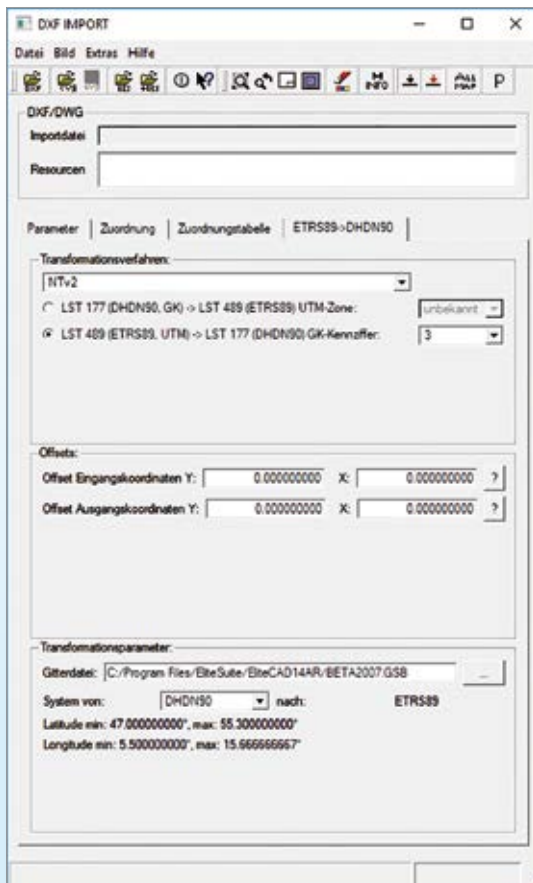 DXF IMPORT
Datei Bild Extras Hilfe
INFO P
DXF/DWG
Importdatei
Resourcen
Parameter Zuordnung Zuordnungstabelle ETRS89->DHDN90
Transformationsverfahren:
NTv2
LST 177 (DHDN90, GK) -> LST 489 (ETRS89) UTM-Zone: unbekannt
LST 489 (ETRS89, UTM) -> LST 177 (DHDN90) GK-Kennziffer: 3
Offsets:
Offset Eingangskoordinaten Y: 0.000000000 X: 0.000000000 ?
Offset Ausgangskoordinaten Y: 0.000000000 X: 0.000000000 ?
Transformationsparameter:
Gitterdatei: C:/Program Files/EliteSuite/EliteCAD14AR/BETA2007.GSB ...
System von: DHDN90 nach: ETRS89
Latitude min: 47.000000000°, max: 55.300000000°
Longitude min: 5.500000000°, max: 15.666666667°